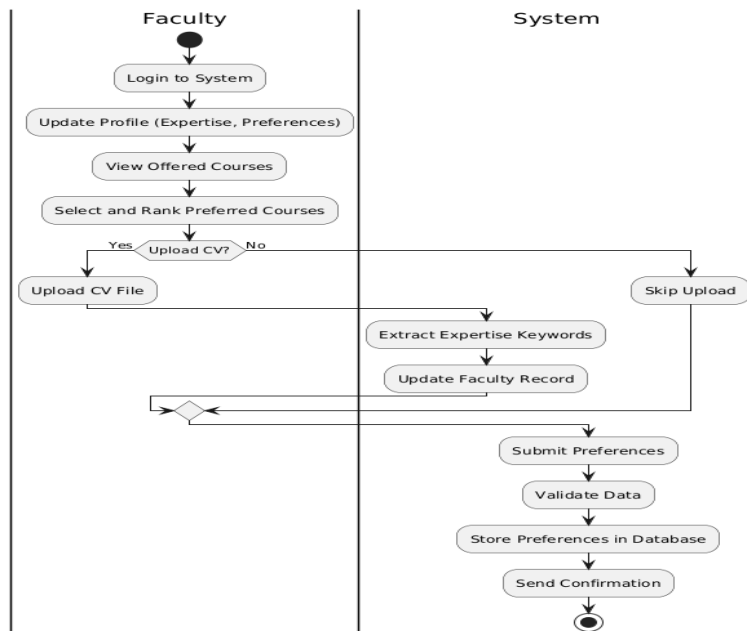 Faculty
System
Login to System
Update Profile (Expertise, Preferences)
View Offered Courses
Select and Rank Preferred Courses
Yes
Upload CV?
No
Upload CV File
Skip Upload
Extract Expertise Keywords
Update Faculty Record
Submit Preferences
Validate Data
Store Preferences in Database
Send Confirmation